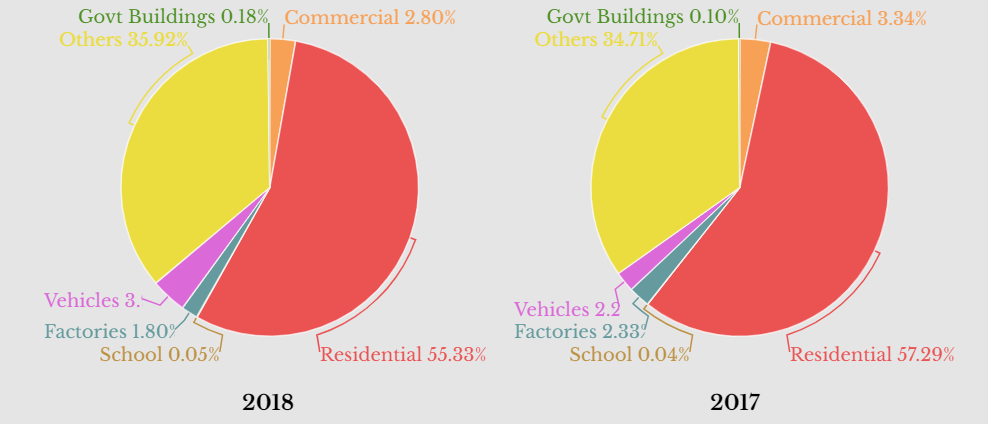 Govt Buildings 0.18%
Commercial 2.80%
Others 35.92%
Vehicles 3.
Factories 1.80%
School 0.05%
Residential 55.33%
2018
Govt Buildings 0.10%
Commercial 3.34%
Others 34.71%
Vehicles 2.2
Factories 2.33%
School 0.04%
Residential 57.29%
2017